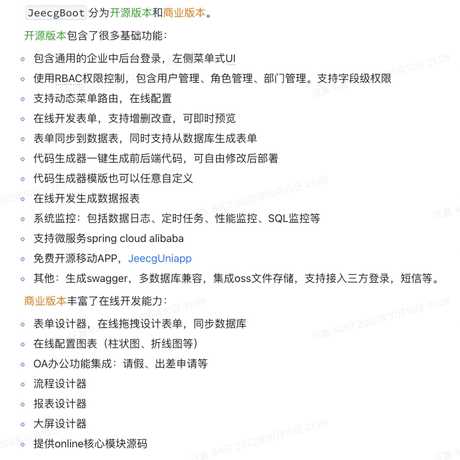 JeecgBoot 分为开源版本和商业版本。
开源版本包含了很多基础功能：
包含通用的企业中后台登录，左侧菜单式UI
使用RBAC权限控制，包含用户管理、角色管理、部门管理。支持字段级权限
支持动态菜单路由，在线配置
在线开发表单，支持增删改查，可即时预览
表单同步到数据表，同时支持从数据库生成表单
代码生成器一键生成前后端代码，可自由修改后部署
代码生成器模版也可以任意自定义
在线开发生成数据报表
系统监控：包括数据日志、定时任务、性能监控、SQL监控等
支持微服务spring cloud alibaba
免费开源移动APP，JeecgUniapp
其他：生成swagger，多数据库兼容，集成oss文件存储，支持接入三方登录，短信等。
商业版本丰富了在线开发能力：
表单设计器，在线拖拽设计表单，同步数据库
在线配置图表（柱状图、折线图等）
OA办公功能集成：请假、出差申请等
流程设计器
报表设计器
大屏设计器
提供online核心模块源码